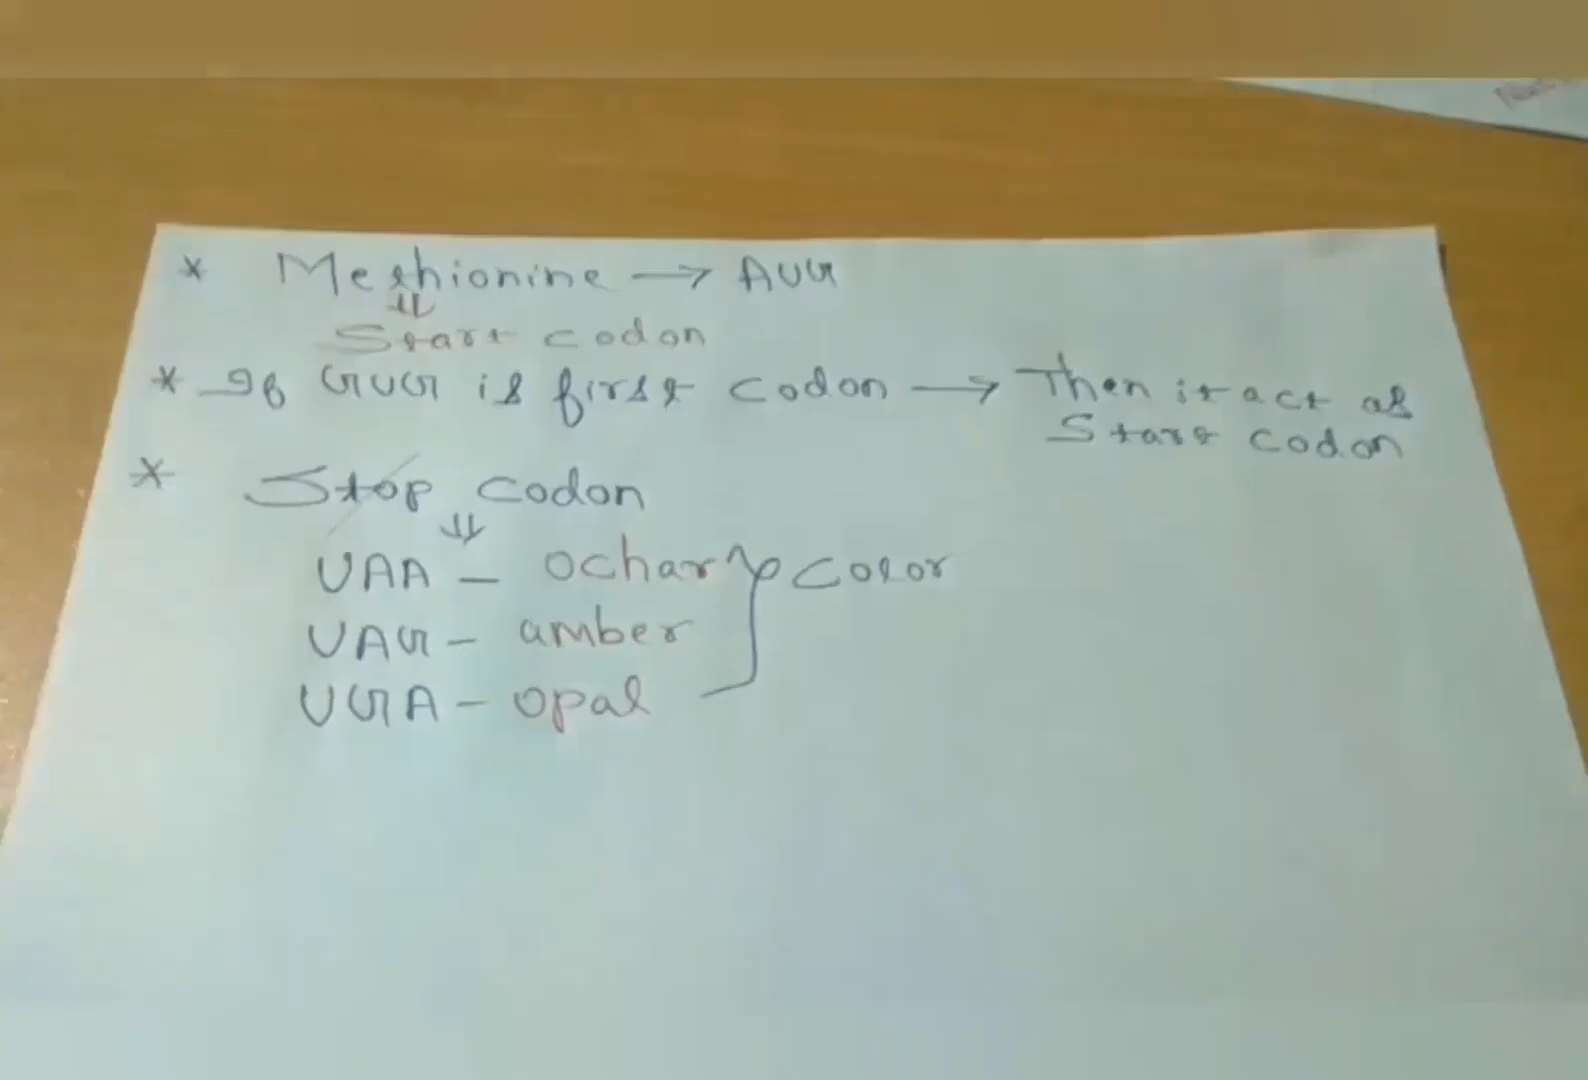 * Methionine → AUG
⇓
Start codon
* If GUG is first codon → Then it act as
Start codon
* Stop codon
⇓
UAA - ochar } color
UAG - amber
UGA - opal